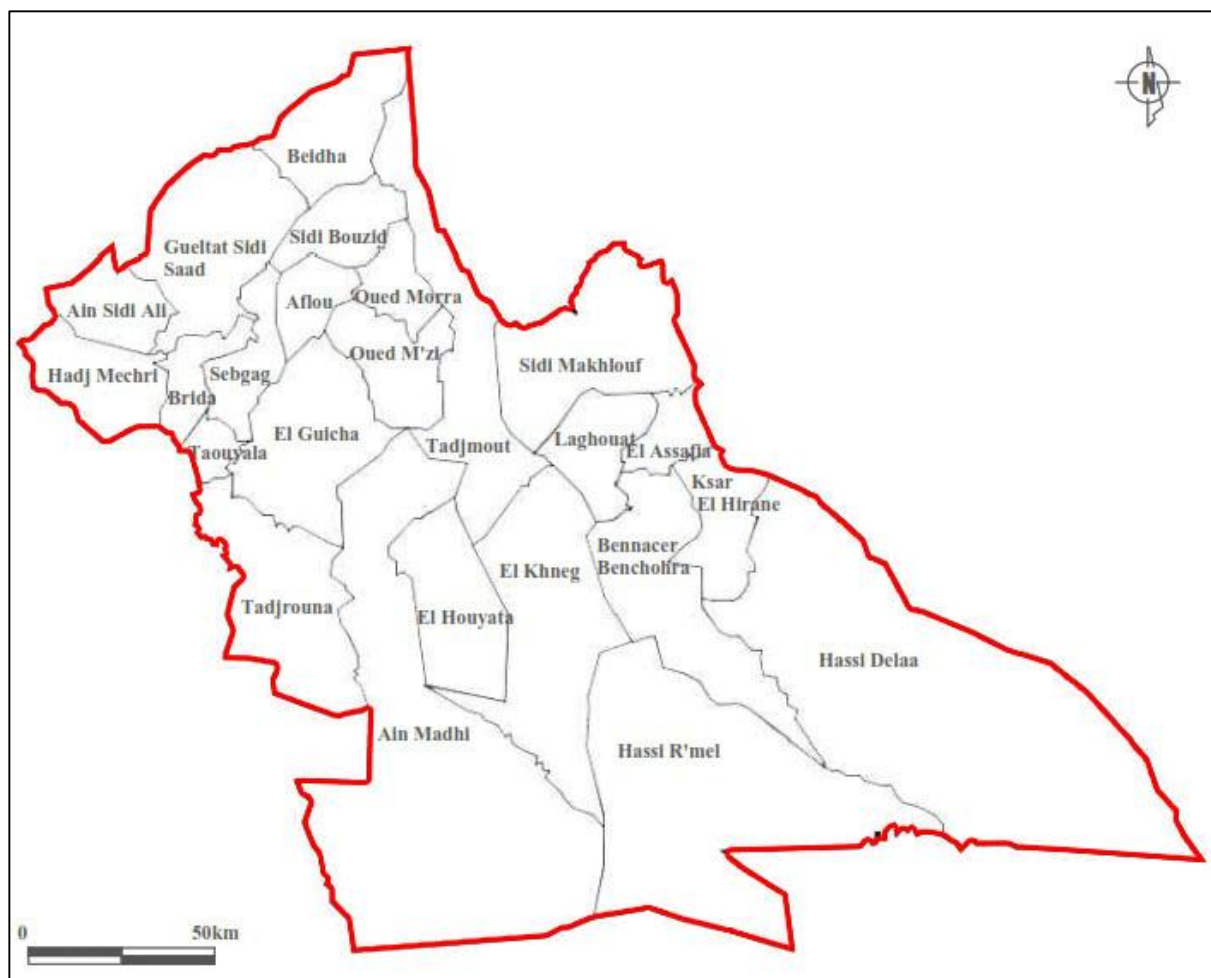 N
Beidha
Sidi Bouzid
Gueltat Sidi
Saad
Ain Sidi Ali
Aflou
Oued Morra
Oued M'zi
Sidi Makhlouf
Hadj Mechri
Sebgag
Brida
El Guicha
Tadjmout
Laghouat
Taouyala
El Assafia
Ksar
El Hirane
Bennacer
Benchohra
El Khneg
Tadjrouna
El Houyata
Hassi Delaa
Ain Madhi
Hassi R'mel
0 50km